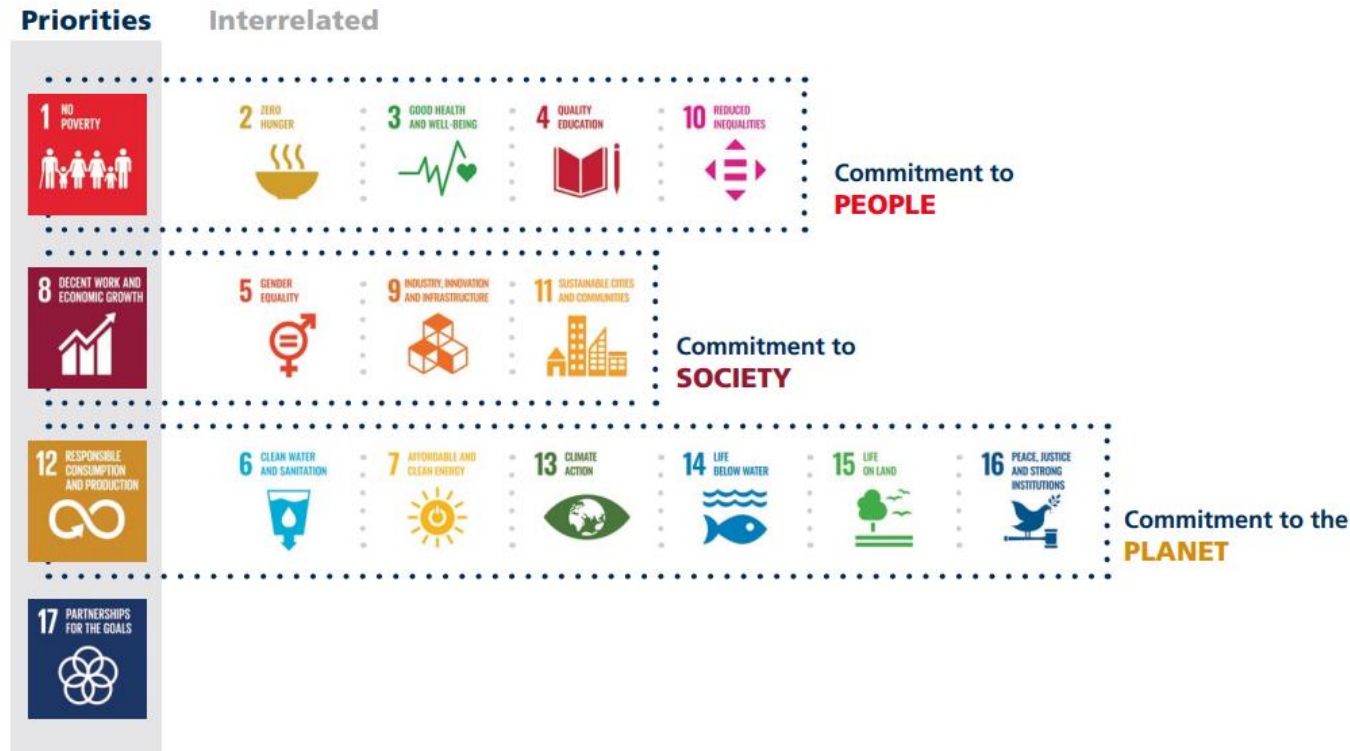 Priorities Interrelated
1 NO
POVERTY
2 ZERO
HUNGER
3 GOOD HEALTH
AND WELL-BEING
4 QUALITY
EDUCATION
10 REDUCED
INEQUALITIES
Commitment to
PEOPLE
8 DECENT WORK AND
ECONOMIC GROWTH
5 GENDER
EQUALITY
9 INDUSTRY, INNOVATION
AND INFRASTRUCTURE
11 SUSTAINABLE CITIES
AND COMMUNITIES
Commitment to
SOCIETY
12 RESPONSIBLE
CONSUMPTION
AND PRODUCTION
6 CLEAN WATER
AND SANITATION
7 AFFORDABLE AND
CLEAN ENERGY
13 CLIMATE
ACTION
14 LIFE
BELOW WATER
15 LIFE
ON LAND
16 PEACE, JUSTICE
AND STRONG
INSTITUTIONS
Commitment to the
PLANET
17 PARTNERSHIPS
FOR THE GOALS